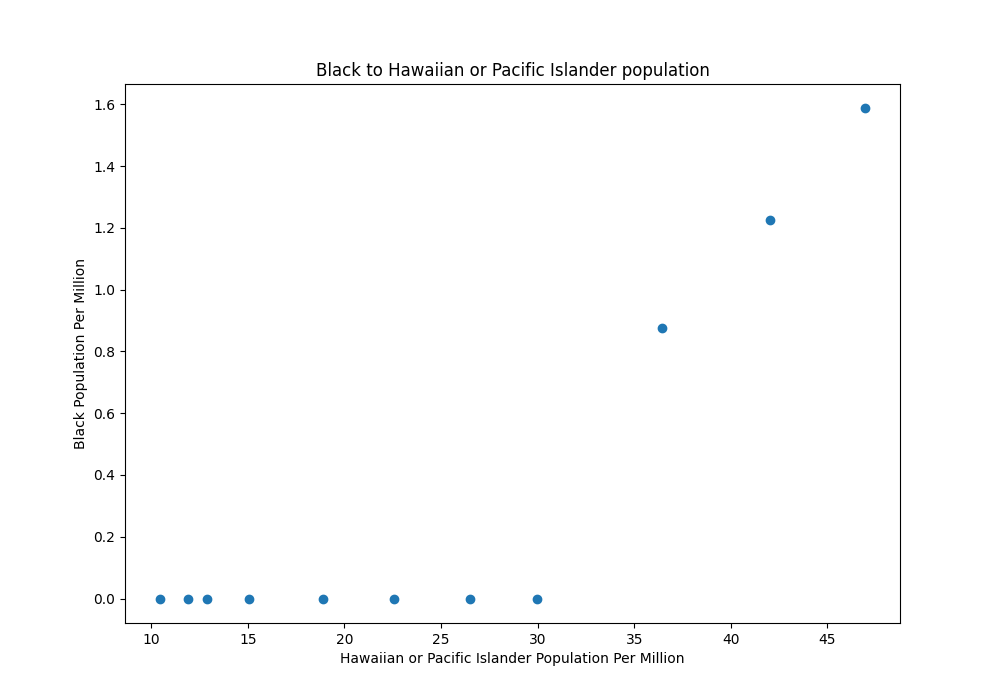 Black to Hawaiian or Pacific Islander population
1.6
1.4
1.2
1.0
0.8
0.6
0.4
0.2
0.0
Black Population Per Million
10 15 20 25 30 35 40 45
Hawaiian or Pacific Islander Population Per Million